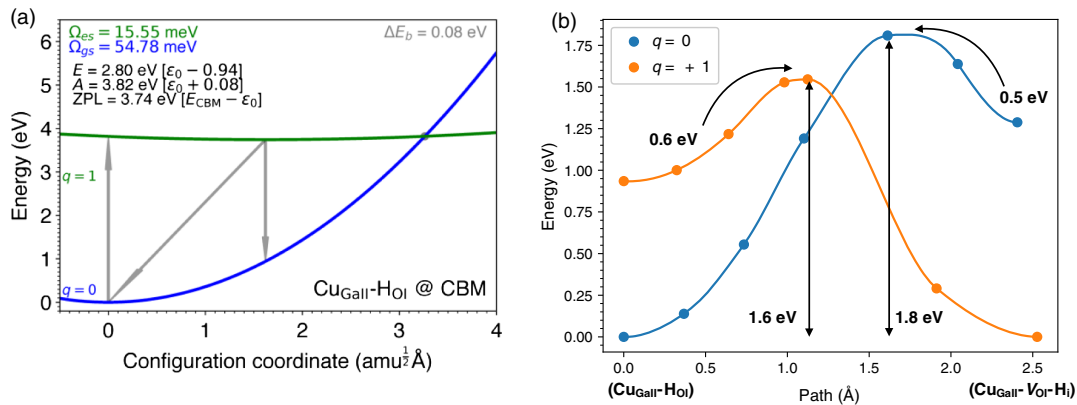 (a)
Ω_es = 15.55 meV
Ω_gs = 54.78 meV
ΔE_b = 0.08 eV
E = 2.80 eV [ε₀ − 0.94]
A = 3.82 eV [ε₀ + 0.08]
ZPL = 3.74 eV [E_CBM − ε₀]
q = 1
q = 0
Cu_GaII-H_OI @ CBM
Energy (eV)
6
5
4
3
2
1
0
0 1 2 3 4
Configuration coordinate (amu^½Å)
(b)
q = 0
q = + 1
0.6 eV
0.5 eV
1.6 eV
1.8 eV
Energy (eV)
1.75
1.50
1.25
1.00
0.75
0.50
0.25
0.00
0.0 0.5 1.0 1.5 2.0 2.5
(Cu_GaII-H_OI)
Path (Å)
(Cu_GaII-V_OI-H_i)